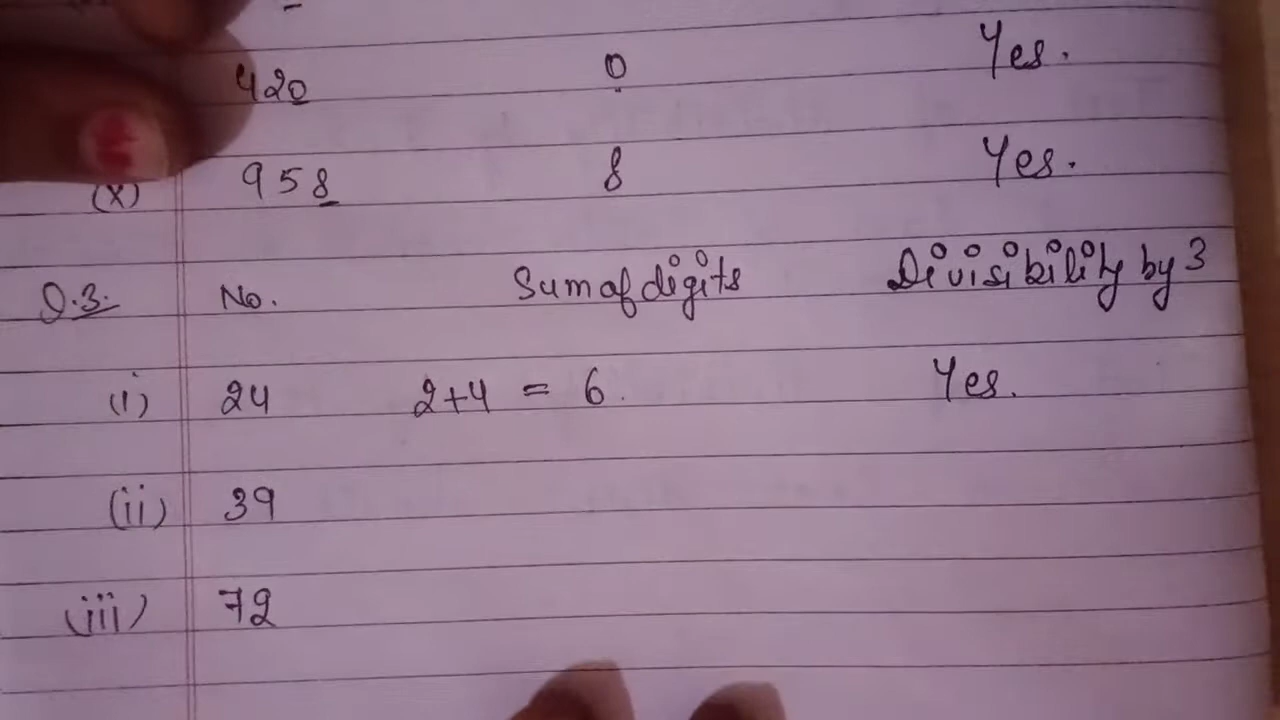 420 0 Yes.
(x) 958 8 Yes.
Q.3. No. Sum of digits Divisibility by 3
(i) 24 2+4 = 6. Yes.
(ii) 39
(iii) 72